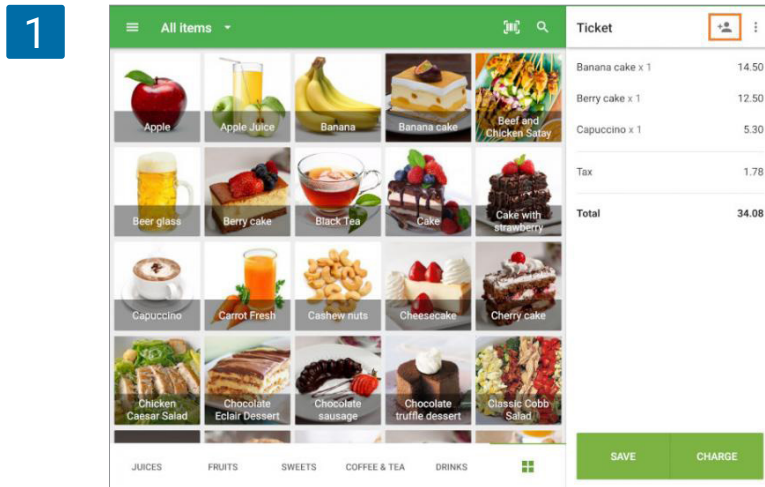 1
All items
Ticket
Apple
Apple Juice
Banana
Banana cake
Beef and
Chicken Satay
Beer glass
Berry cake
Black Tea
Cake
Cake with
strawberry
Capuccino
Carrot Fresh
Cashew nuts
Cheesecake
Cherry cake
Chicken
Caesar Salad
Chocolate
Eclair Dessert
Chocolate
sausage
Chocolate
truffle dessert
Classic Cobb
Salad
JUICES FRUITS SWEETS COFFEE & TEA DRINKS
Banana cake x 1 14.50
Berry cake x 1 12.50
Capuccino x 1 5.30
Tax 1.78
Total 34.08
SAVE CHARGE